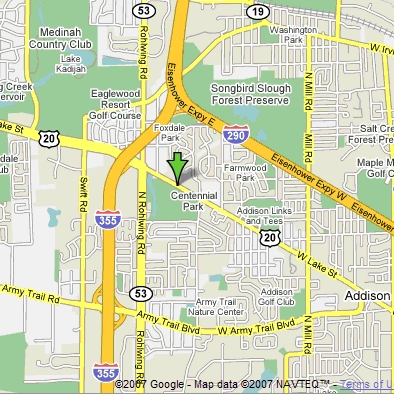 Medinah
Country Club
Lake
Kadijah
53
Rohlwing Rd
19
Washington
Park
W Irv
N Mill Rd
g Creek
ervoir
Eaglewood
Resort
Golf Course
Eisenhower Expy E
Songbird Slough
Forest Preserve
Lake St
20
Foxdale
Park
290
Salt Creek
Forest Preserve
Farmwood
Park
Eisenhower Expy W
Eisenhower
Maple M
Golf C
Swift Rd
N Rohlwing Rd
Centennial
Park
355
Addison Links
and Tees
20
W Lake St
53
Army Trail Rd
Army Trail
Nature Center
Addison
Golf Club
Addison
N Mill Rd
Army Trail Blvd
W Army Trail Blvd
Rohlwing Rd
355
©2007 Google - Map data ©2007 NAVTEQ™ - Terms of U